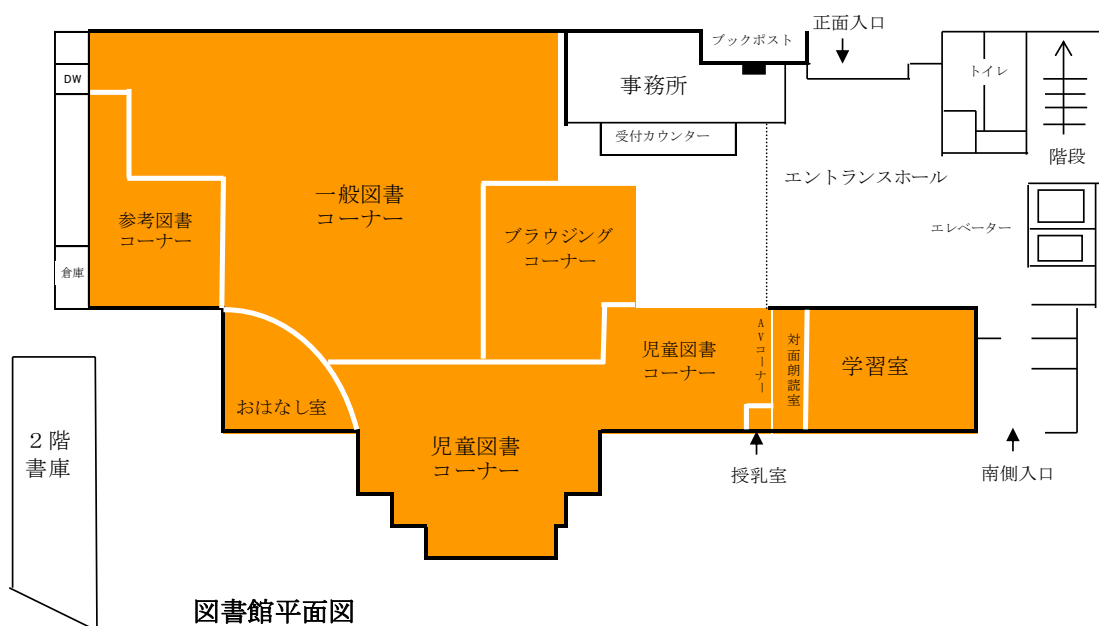 正面入口
ブックポスト
DW
事務所
トイレ
受付カウンター
階段
エントランスホール
一般図書
コーナー
参考図書
コーナー
ブラウジング
コーナー
エレベーター
倉庫
児童図書
コーナー
AVコーナー
対面朗読室
学習室
おはなし室
２階
書庫
児童図書
コーナー
授乳室
南側入口
図書館平面図